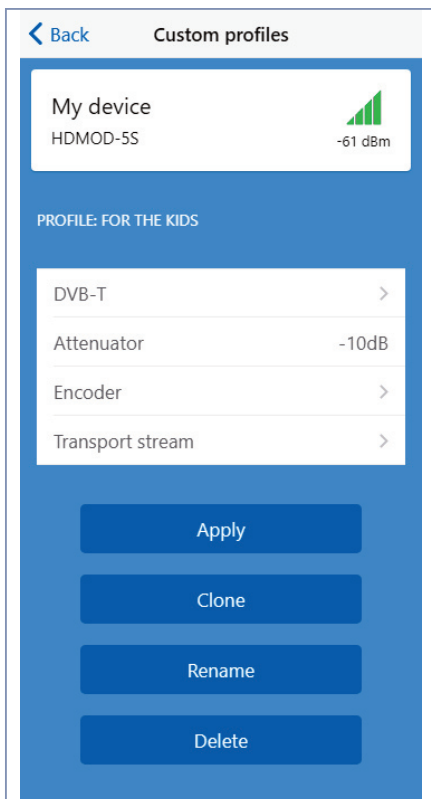 Back Custom profiles
My device
HDMOD-5S
-61 dBm
PROFILE: FOR THE KIDS
DVB-T
Attenuator -10dB
Encoder
Transport stream
Apply
Clone
Rename
Delete